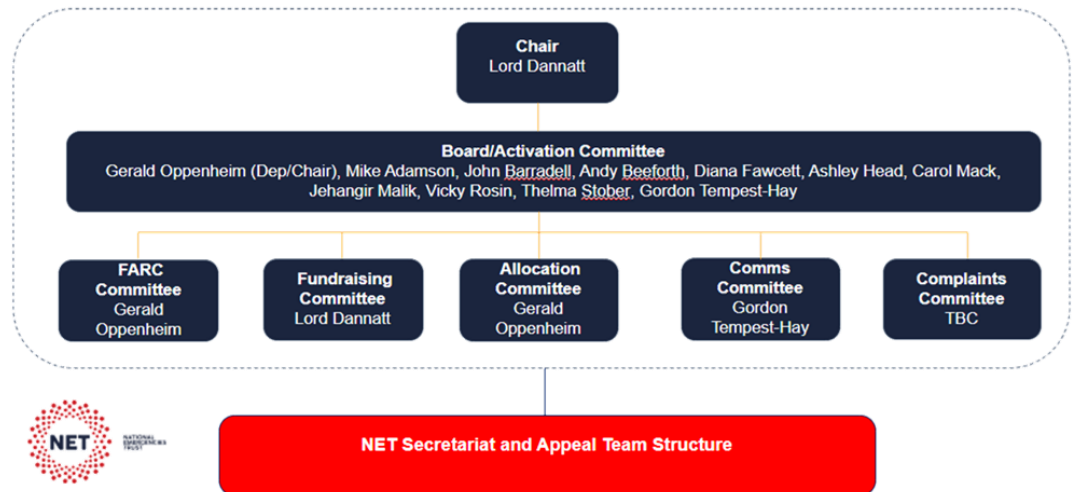 Chair
Lord Dannatt
Board/Activation Committee
Gerald Oppenheim (Dep/Chair), Mike Adamson, John Barradell, Andy Beeforth, Diana Fawcett, Ashley Head, Carol Mack,
Jehangir Malik, Vicky Rosin, Thelma Stober, Gordon Tempest-Hay
FARC
Committee
Gerald
Oppenheim
Fundraising
Committee
Lord Dannatt
Allocation
Committee
Gerald
Oppenheim
Comms
Committee
Gordon
Tempest-Hay
Complaints
Committee
TBC
NET
NATIONAL
EMERGENCIES
TRUST
NET Secretariat and Appeal Team Structure